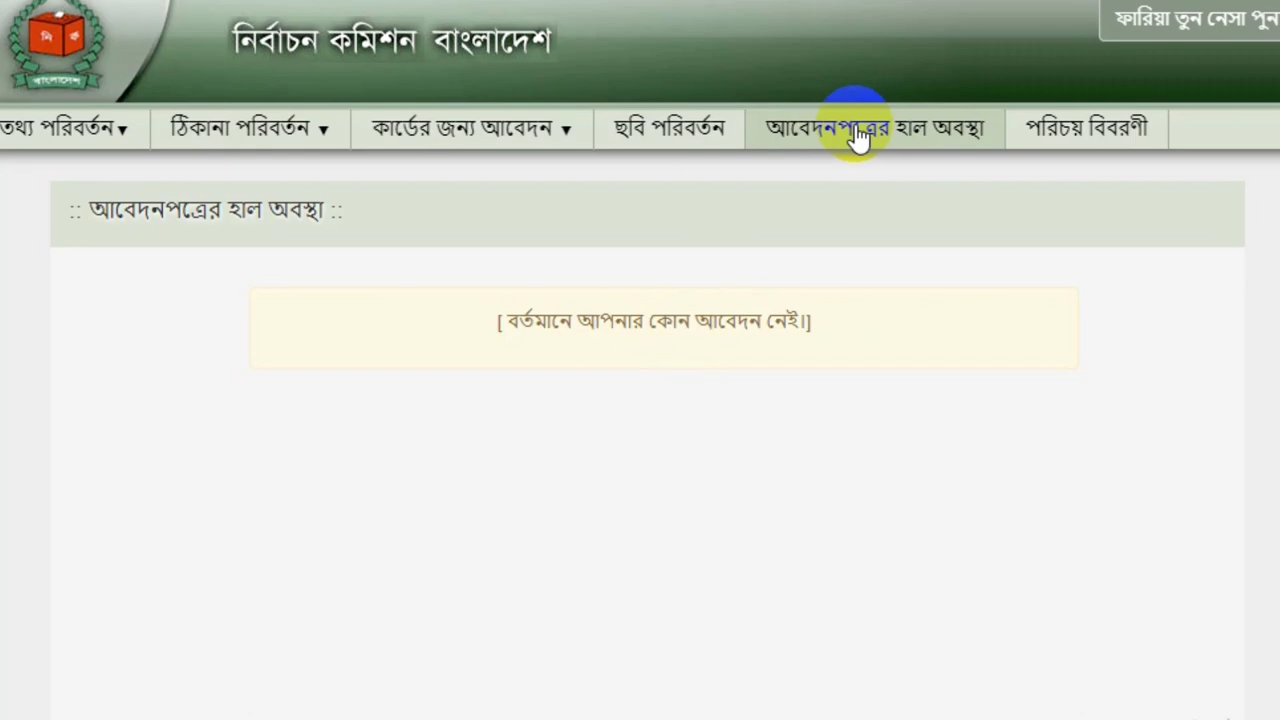 নি ক
বাংলাদেশ
নির্বাচন কমিশন বাংলাদেশ
ফারিয়া তুন নেসা পুন
তথ্য পরিবর্তন▼ ঠিকানা পরিবর্তন ▼ কার্ডের জন্য আবেদন ▼ ছবি পরিবর্তন আবেদনপত্রের হাল অবস্থা পরিচয় বিবরণী
:: আবেদনপত্রের হাল অবস্থা ::
[ বর্তমানে আপনার কোন আবেদন নেই।]